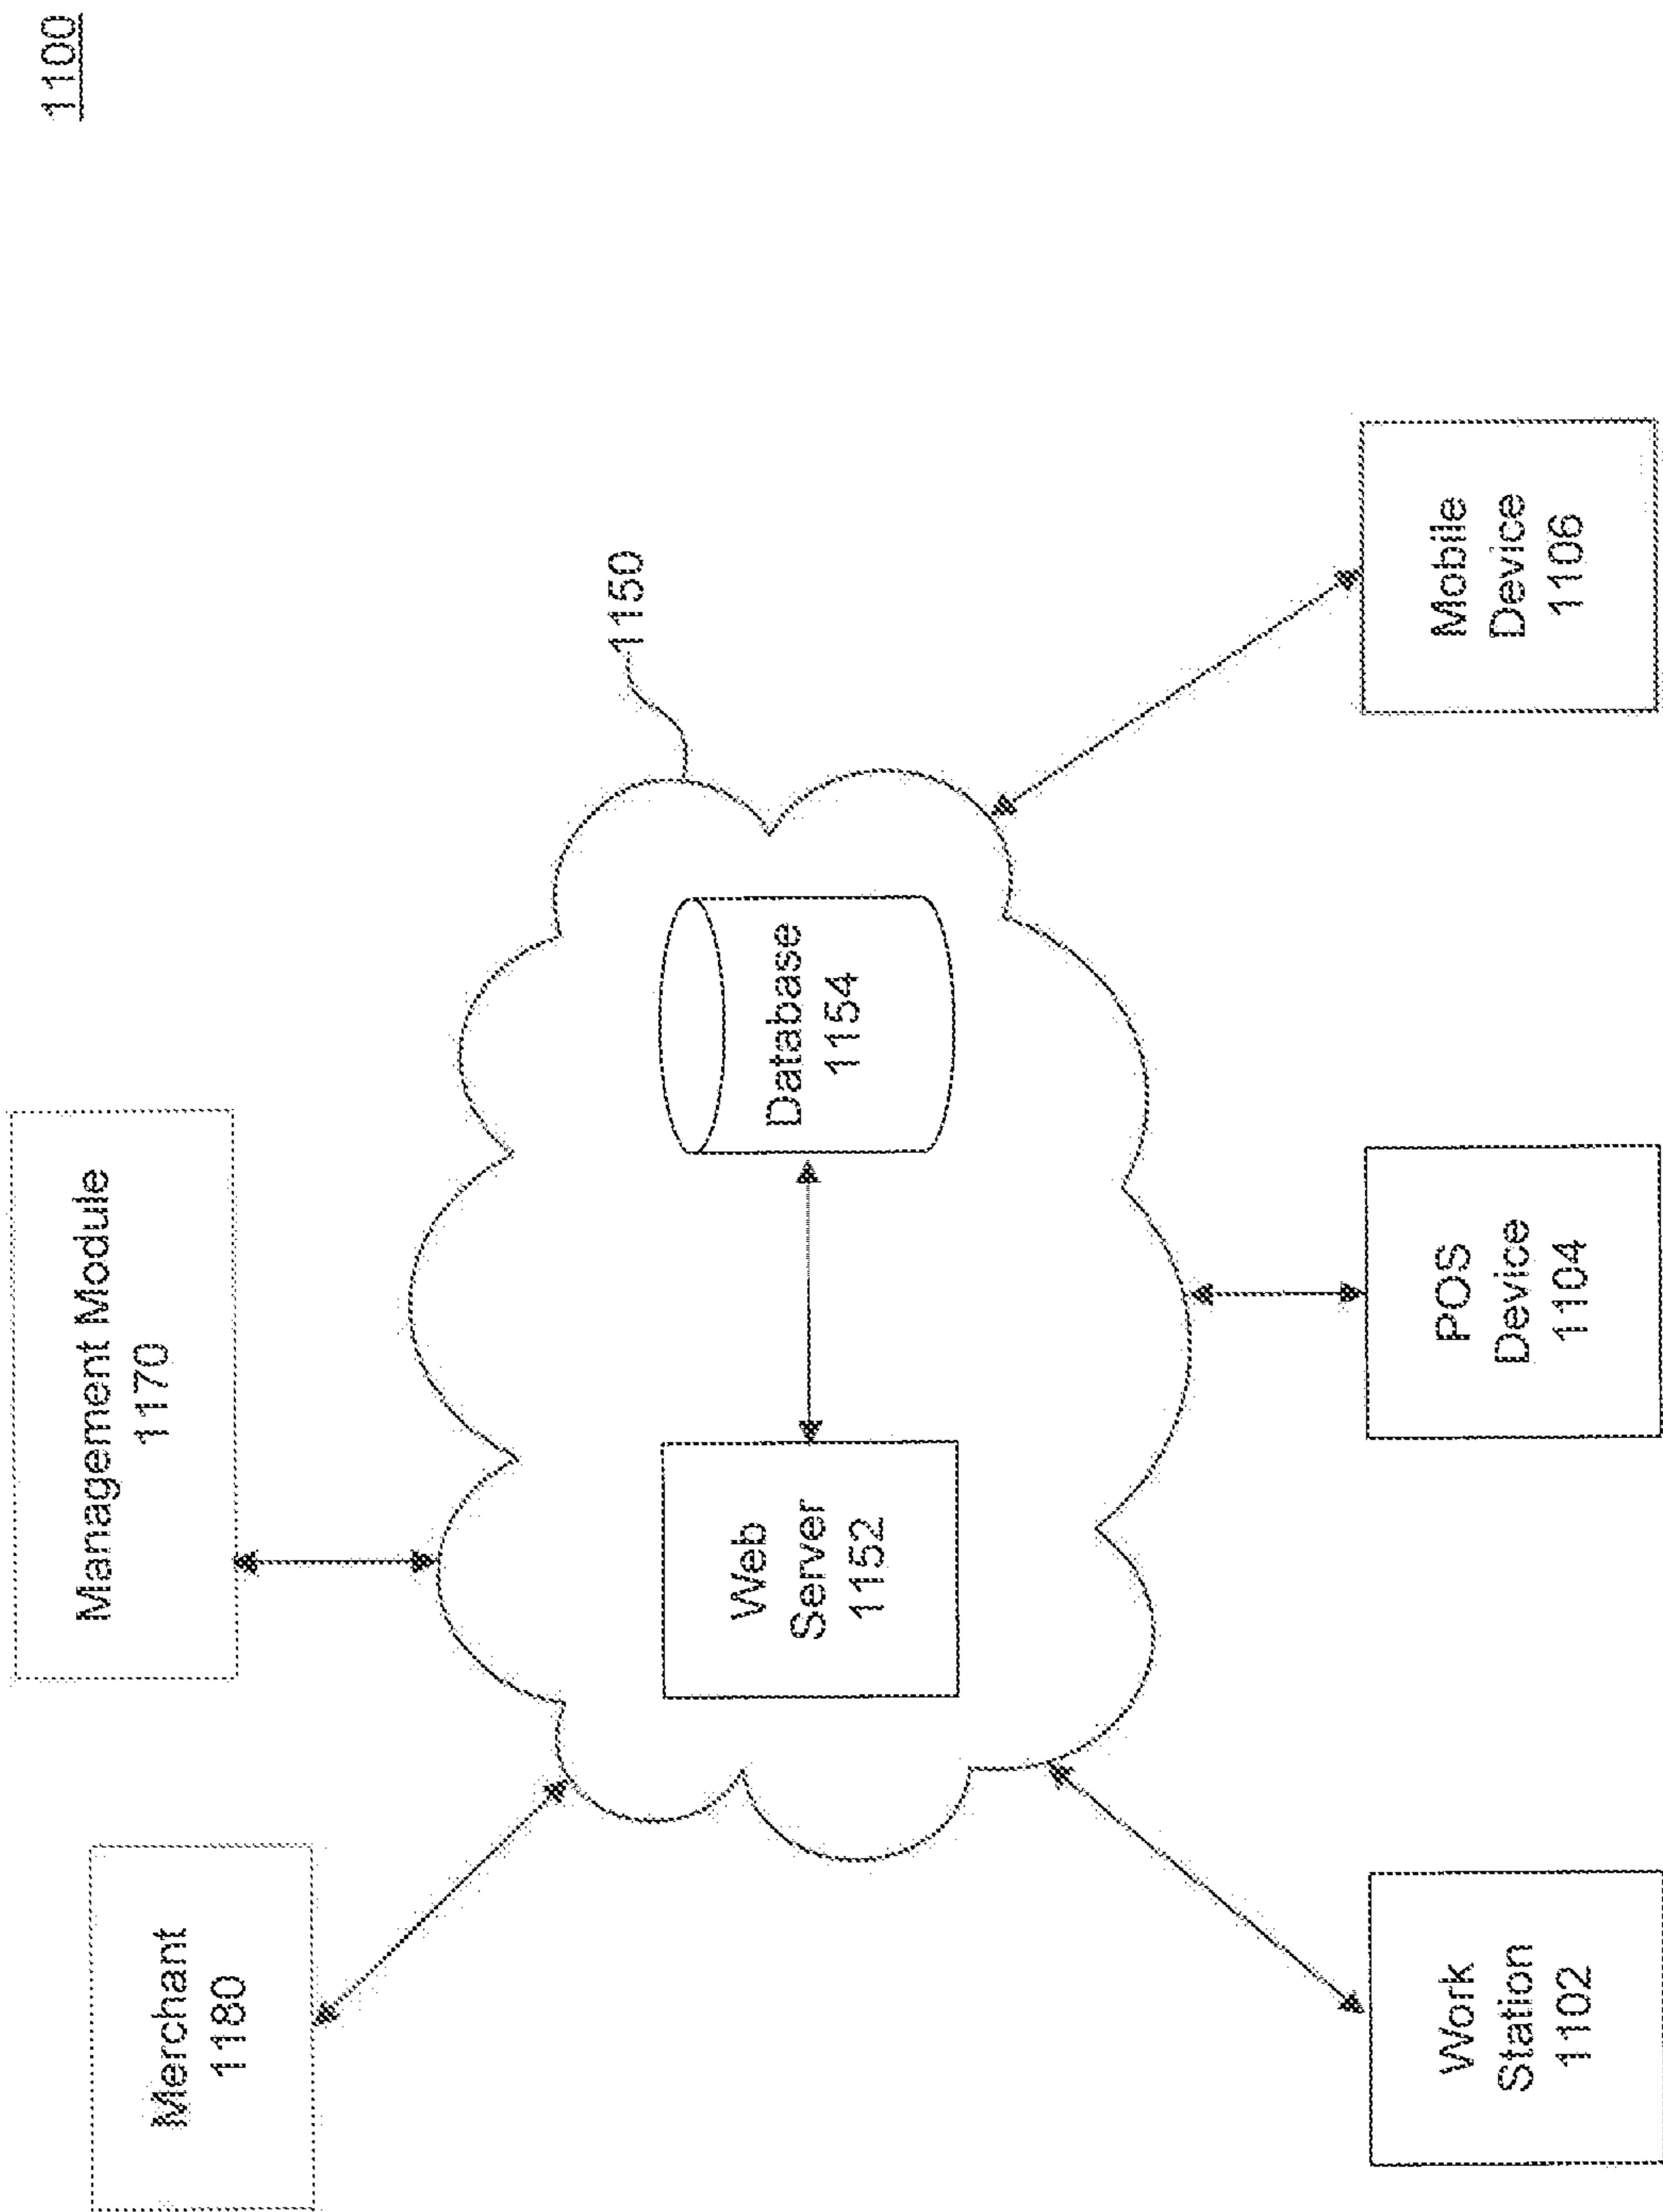 1100
Merchant
1180
Management Module
1170
1150
Web
Server
1152
Database
1154
Work
Station
1102
POS
Device
1104
Mobile
Device
1106